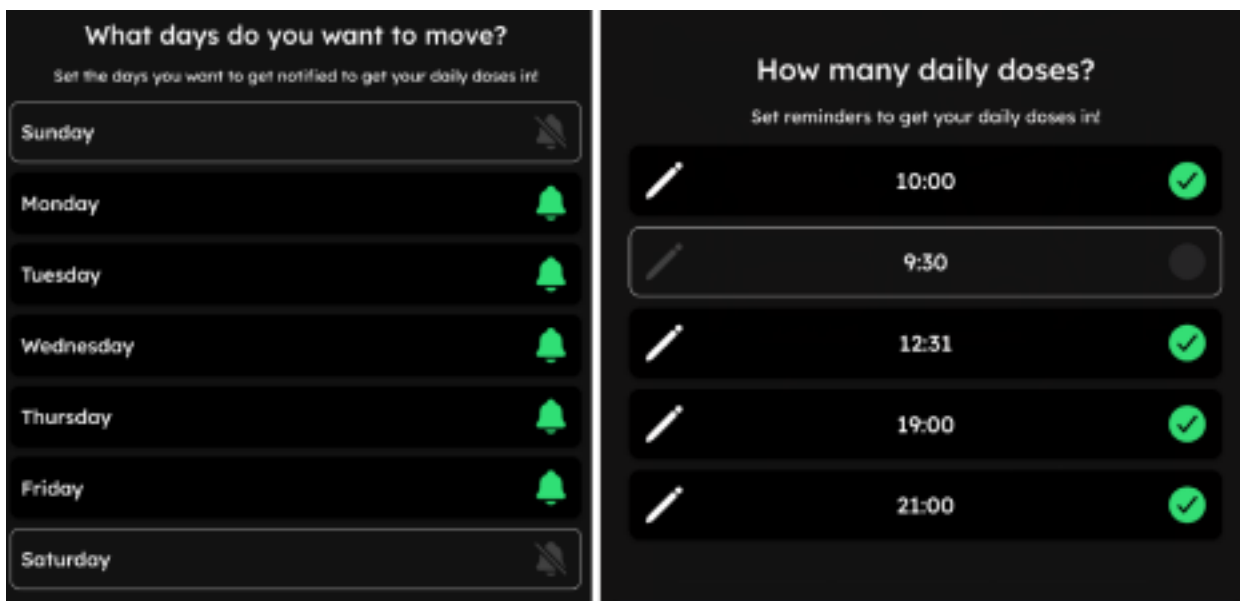 What days do you want to move?
Set the days you want to get notified to get your daily doses in!
Sunday
Monday
Tuesday
Wednesday
Thursday
Friday
Saturday
How many daily doses?
Set reminders to get your daily doses in!
10:00
9:30
12:31
19:00
21:00